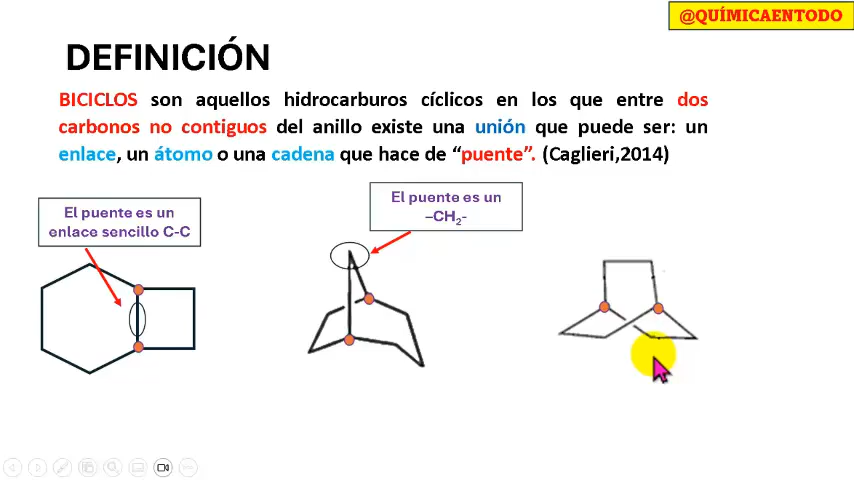 @QUÍMICAENTODO
DEFINICIÓN
BICICLOS son aquellos hidrocarburos cíclicos en los que entre dos
carbonos no contiguos del anillo existe una unión que puede ser: un
enlace, un átomo o una cadena que hace de “puente”. (Caglieri,2014)
El puente es un
enlace sencillo C-C
El puente es un
–CH₂-